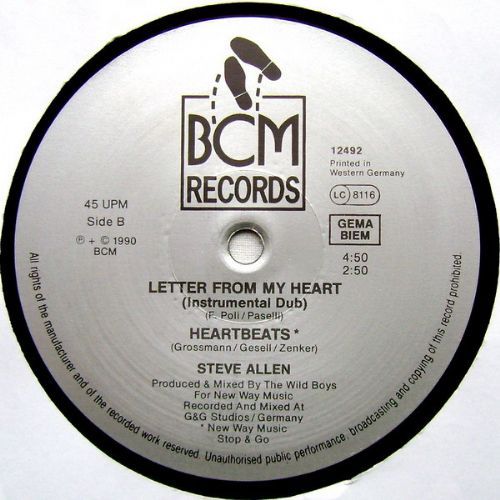 BCM
RECORDS
45 UPM
Side B
℗ + © 1990
BCM
12492
Printed in
Western Germany
LC 8116
GEMA
BIEM
4:50
2:50
LETTER FROM MY HEART
(Instrumental Dub)
(F. Poli/Paselli)
HEARTBEATS *
(Grossmann/Gesell/Zenker)
STEVE ALLEN
Produced & Mixed By The Wild Boys
For New Way Music
Recorded And Mixed At
G&G Studios/Germany
* New Way Music
Stop & Go
All rights of the manufacturer and of the recorded work reserved. Unauthorised public performance, broadcasting and copying of this record prohibited.